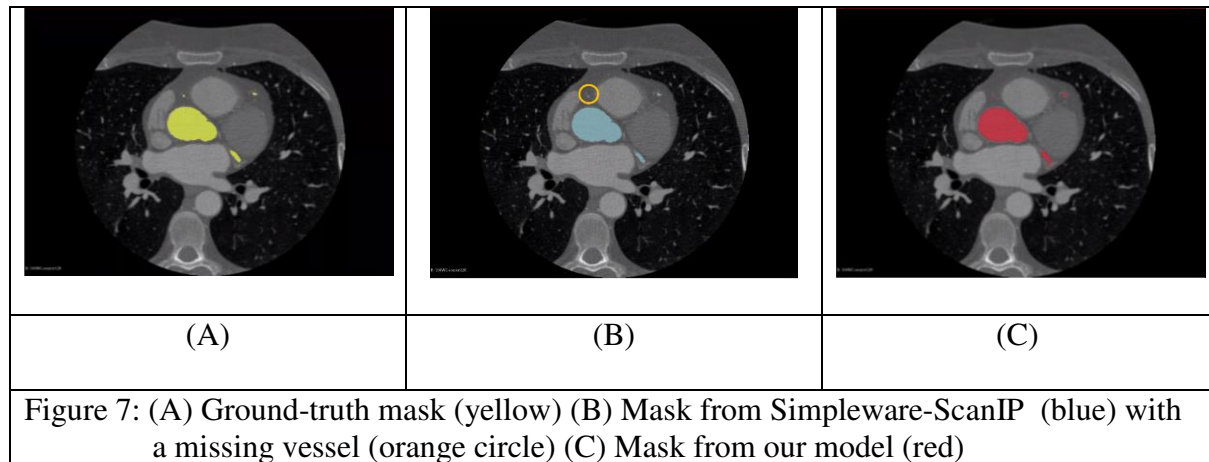 (A)
(B)
(C)
Figure 7: (A) Ground-truth mask (yellow) (B) Mask from Simpleware-ScanIP (blue) with
a missing vessel (orange circle) (C) Mask from our model (red)